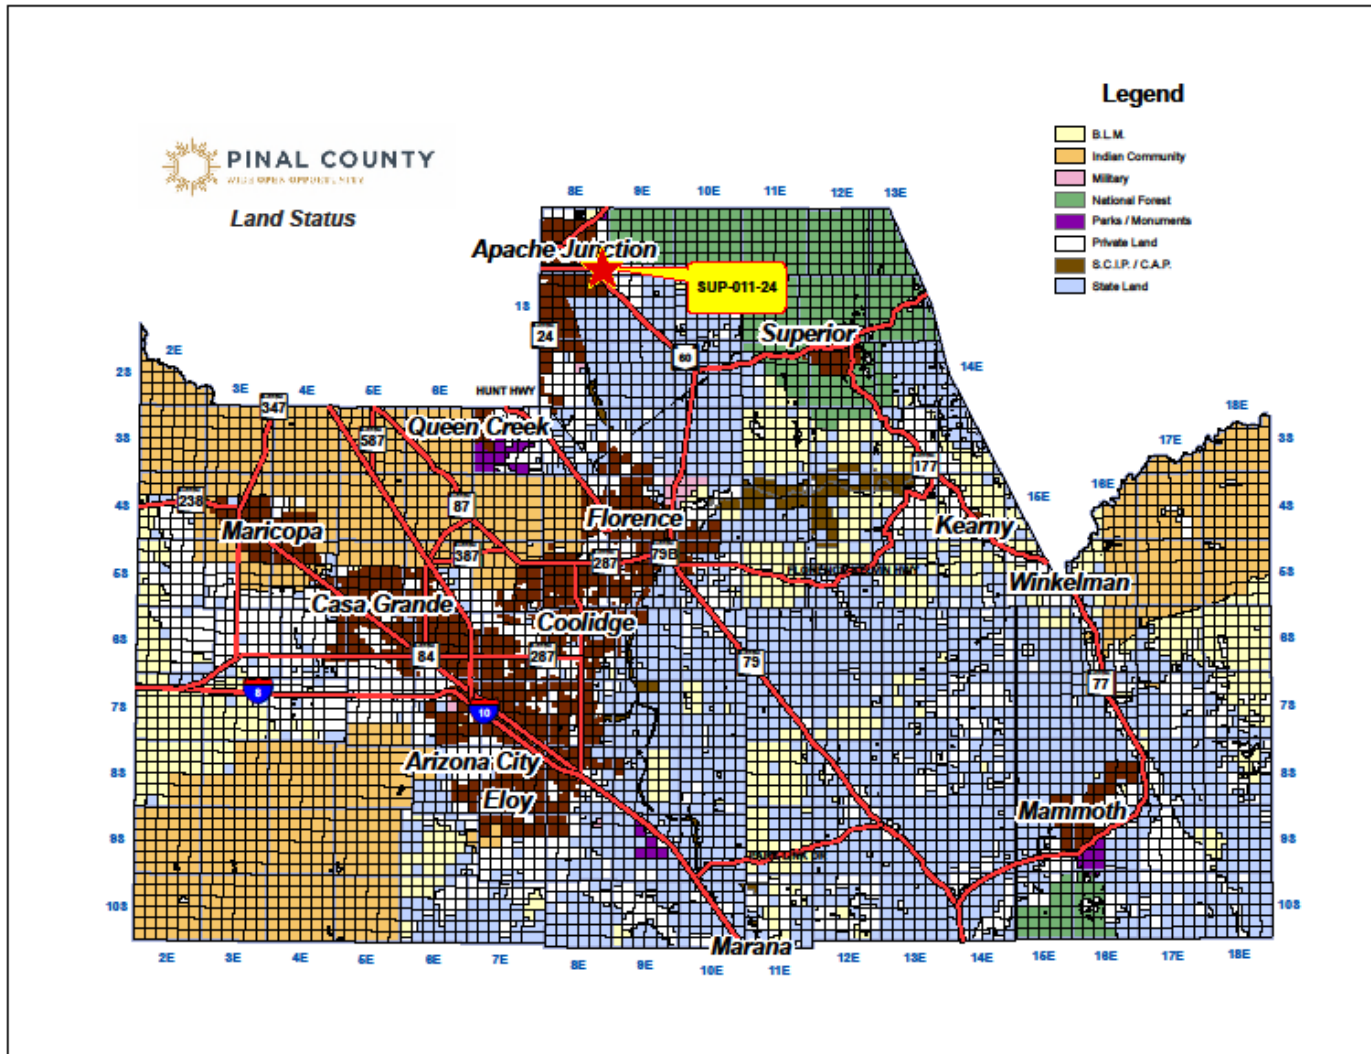 Legend
B.L.M.
Indian Community
Military
National Forest
Parks / Monuments
Private Land
S.C.I.P. / C.A.P.
State Land
PINAL COUNTY
WIDE OPEN OPPORTUNITY
Land Status
8E 9E 10E 11E 12E 13E
Apache Junction
SUP-011-24
1S
24
Superior
60
2E
2S
14E
3E 4E 5E 6E
HUNT HWY
347
18E
587
Queen Creek
3S
17E
3S
177
16E
15E
238
4S
87
4S
Maricopa
Florence
Kearny
387
287
79B
5S
5S
Winkelman
Casa Grande
Coolidge
6S
6S
84
287
79
77
8
7S
10
7S
Arizona City
8S
8S
Eloy
Mammoth
9S
9S
10S
10S
Marana
2E 3E 4E 5E 6E 7E 8E 9E 10E 11E 12E 13E 14E 15E 16E 17E 18E